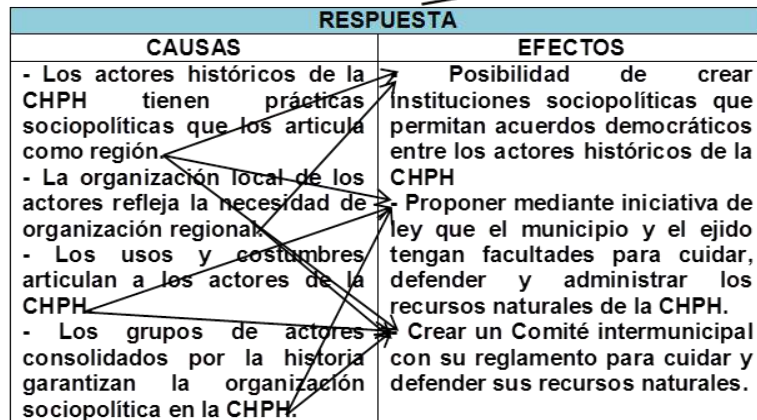 RESPUESTA
CAUSAS
- Los actores históricos de la
CHPH tienen prácticas
sociopolíticas que los articula
como región.
- La organización local de los
actores refleja la necesidad de
organización regional.
- Los usos y costumbres
articulan a los actores de la
CHPH.
- Los grupos de actores
consolidados por la historia
garantizan la organización
sociopolítica en la CHPH.
EFECTOS
- Posibilidad de crear
instituciones sociopolíticas que
permitan acuerdos democráticos
entre los actores históricos de la
CHPH
- Proponer mediante iniciativa de
ley que el municipio y el ejido
tengan facultades para cuidar,
defender y administrar los
recursos naturales de la CHPH.
- Crear un Comité intermunicipal
con su reglamento para cuidar y
defender sus recursos naturales.